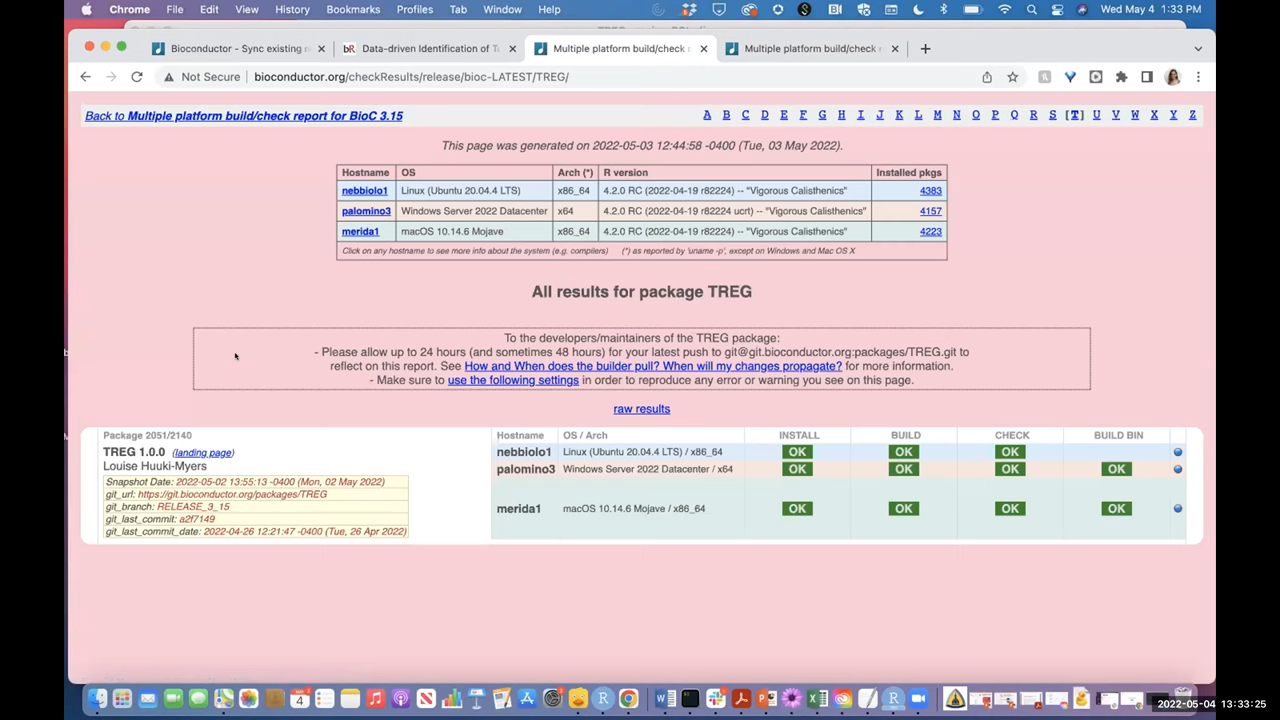 Chrome File Edit View History Bookmarks Profiles Tab Window Help Wed May 4 1:33 PM
Bioconductor - Sync existing r Data-driven Identification of T Multiple platform build/check r Multiple platform build/check r
Not Secure bioconductor.org/checkResults/release/bioc-LATEST/TREG/
Back to Multiple platform build/check report for BioC 3.15 A B C D E F G H I J K L M N O P Q R S [T] U V W X Y Z
This page was generated on 2022-05-03 12:44:58 -0400 (Tue, 03 May 2022).
Hostname OS Arch (*) R version Installed pkgs
nebbiolo1 Linux (Ubuntu 20.04.4 LTS) x86_64 4.2.0 RC (2022-04-19 r82224) -- "Vigorous Calisthenics" 4383
palomino3 Windows Server 2022 Datacenter x64 4.2.0 RC (2022-04-19 r82224 ucrt) -- "Vigorous Calisthenics" 4157
merida1 macOS 10.14.6 Mojave x86_64 4.2.0 RC (2022-04-19 r82224) -- "Vigorous Calisthenics" 4223
Click on any hostname to see more info about the system (e.g. compilers) (*) as reported by 'uname -p', except on Windows and Mac OS X
All results for package TREG
To the developers/maintainers of the TREG package:
- Please allow up to 24 hours (and sometimes 48 hours) for your latest push to git@git.bioconductor.org:packages/TREG.git to
reflect on this report. See How and When does the builder pull? When will my changes propagate? for more information.
- Make sure to use the following settings in order to reproduce any error or warning you see on this page.
raw results
Package 2051/2140 Hostname OS / Arch INSTALL BUILD CHECK BUILD BIN
TREG 1.0.0 (landing page) nebbiolo1 Linux (Ubuntu 20.04.4 LTS) / x86_64 OK OK OK
Louise Huuki-Myers palomino3 Windows Server 2022 Datacenter / x64 OK OK OK OK
Snapshot Date: 2022-05-02 13:55:13 -0400 (Mon, 02 May 2022)
git_url: https://git.bioconductor.org/packages/TREG
git_branch: RELEASE_3_15 merida1 macOS 10.14.6 Mojave / x86_64 OK OK OK OK
git_last_commit: a2f7149
git_last_commit_date: 2022-04-26 12:21:47 -0400 (Tue, 26 Apr 2022)
2022-05-04 13:33:25